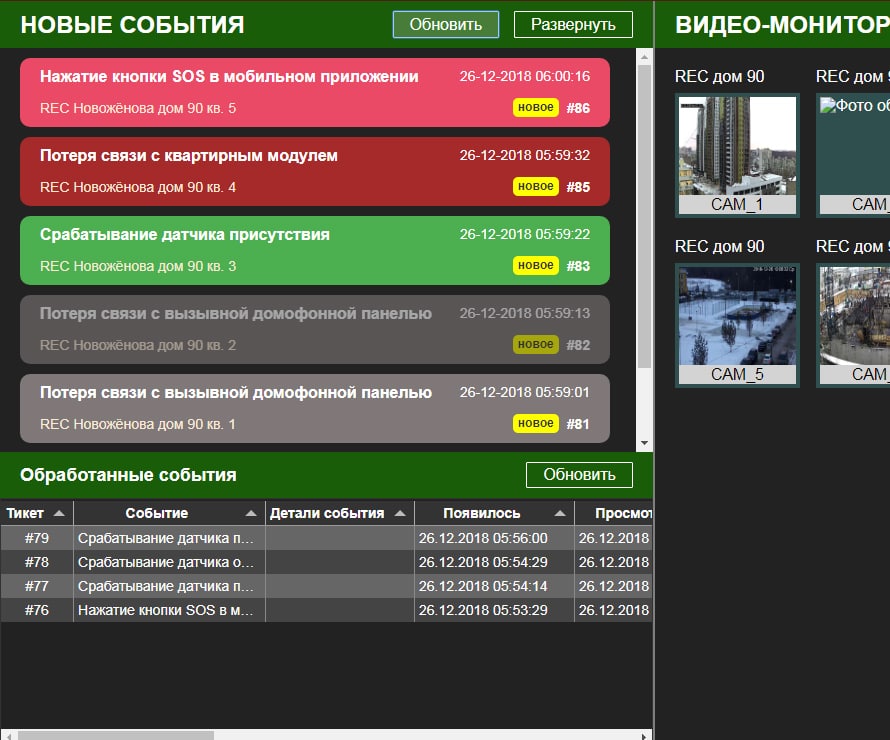 НОВЫЕ СОБЫТИЯ
Обновить
Развернуть
Нажатие кнопки SOS в мобильном приложении 26-12-2018 06:00:16
REC Новожёнова дом 90 кв. 5 новое #86
Потеря связи с квартирным модулем 26-12-2018 05:59:32
REC Новожёнова дом 90 кв. 4 новое #85
Срабатывание датчика присутствия 26-12-2018 05:59:22
REC Новожёнова дом 90 кв. 3 новое #83
Потеря связи с вызывной домофонной панелью 26-12-2018 05:59:13
REC Новожёнова дом 90 кв. 2 новое #82
Потеря связи с вызывной домофонной панелью 26-12-2018 05:59:01
REC Новожёнова дом 90 кв. 1 новое #81
Обработанные события
Обновить
Тикет Событие Детали события Появилось Просмот
#79 Срабатывание датчика п... 26.12.2018 05:56:00 26.12.2018
#78 Срабатывание датчика о... 26.12.2018 05:54:29 26.12.2018
#77 Срабатывание датчика п... 26.12.2018 05:54:14 26.12.2018
#76 Нажатие кнопки SOS в м... 26.12.2018 05:53:29 26.12.2018
ВИДЕО-МОНИТОР
REC дом 90 REC дом 9
Фото об
CAM_1 CAM_
REC дом 90 REC дом 9
CAM_5 CAM_